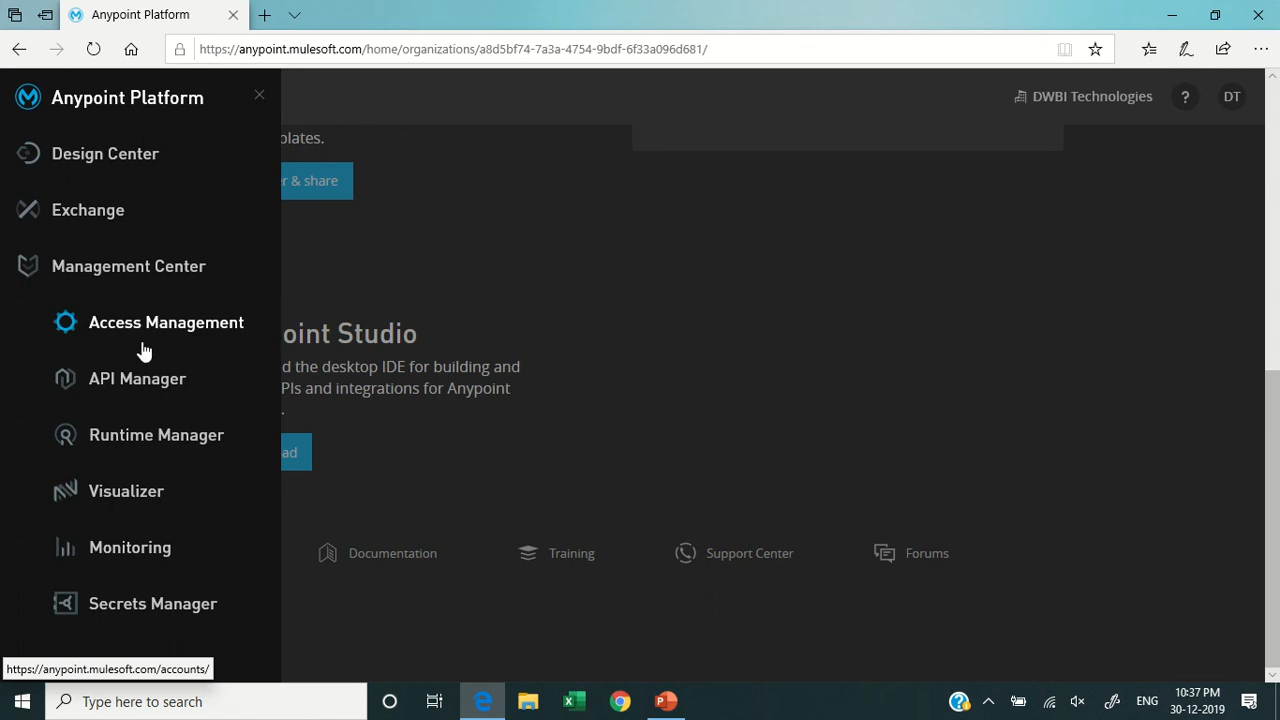 Anypoint Platform
https://anypoint.mulesoft.com/home/organizations/a8d5bf74-7a3a-4754-9bdf-6f33a096d681/
Anypoint Platform
DWBI Technologies
?
DT
Design Center
plates.
r & share
Exchange
Management Center
Access Management
oint Studio
d the desktop IDE for building and
PIs and integrations for Anypoint
API Manager
Runtime Manager
ad
Visualizer
Monitoring
Documentation
Training
Support Center
Forums
Secrets Manager
https://anypoint.mulesoft.com/accounts/
Type here to search
ENG
10:37 PM
30-12-2019